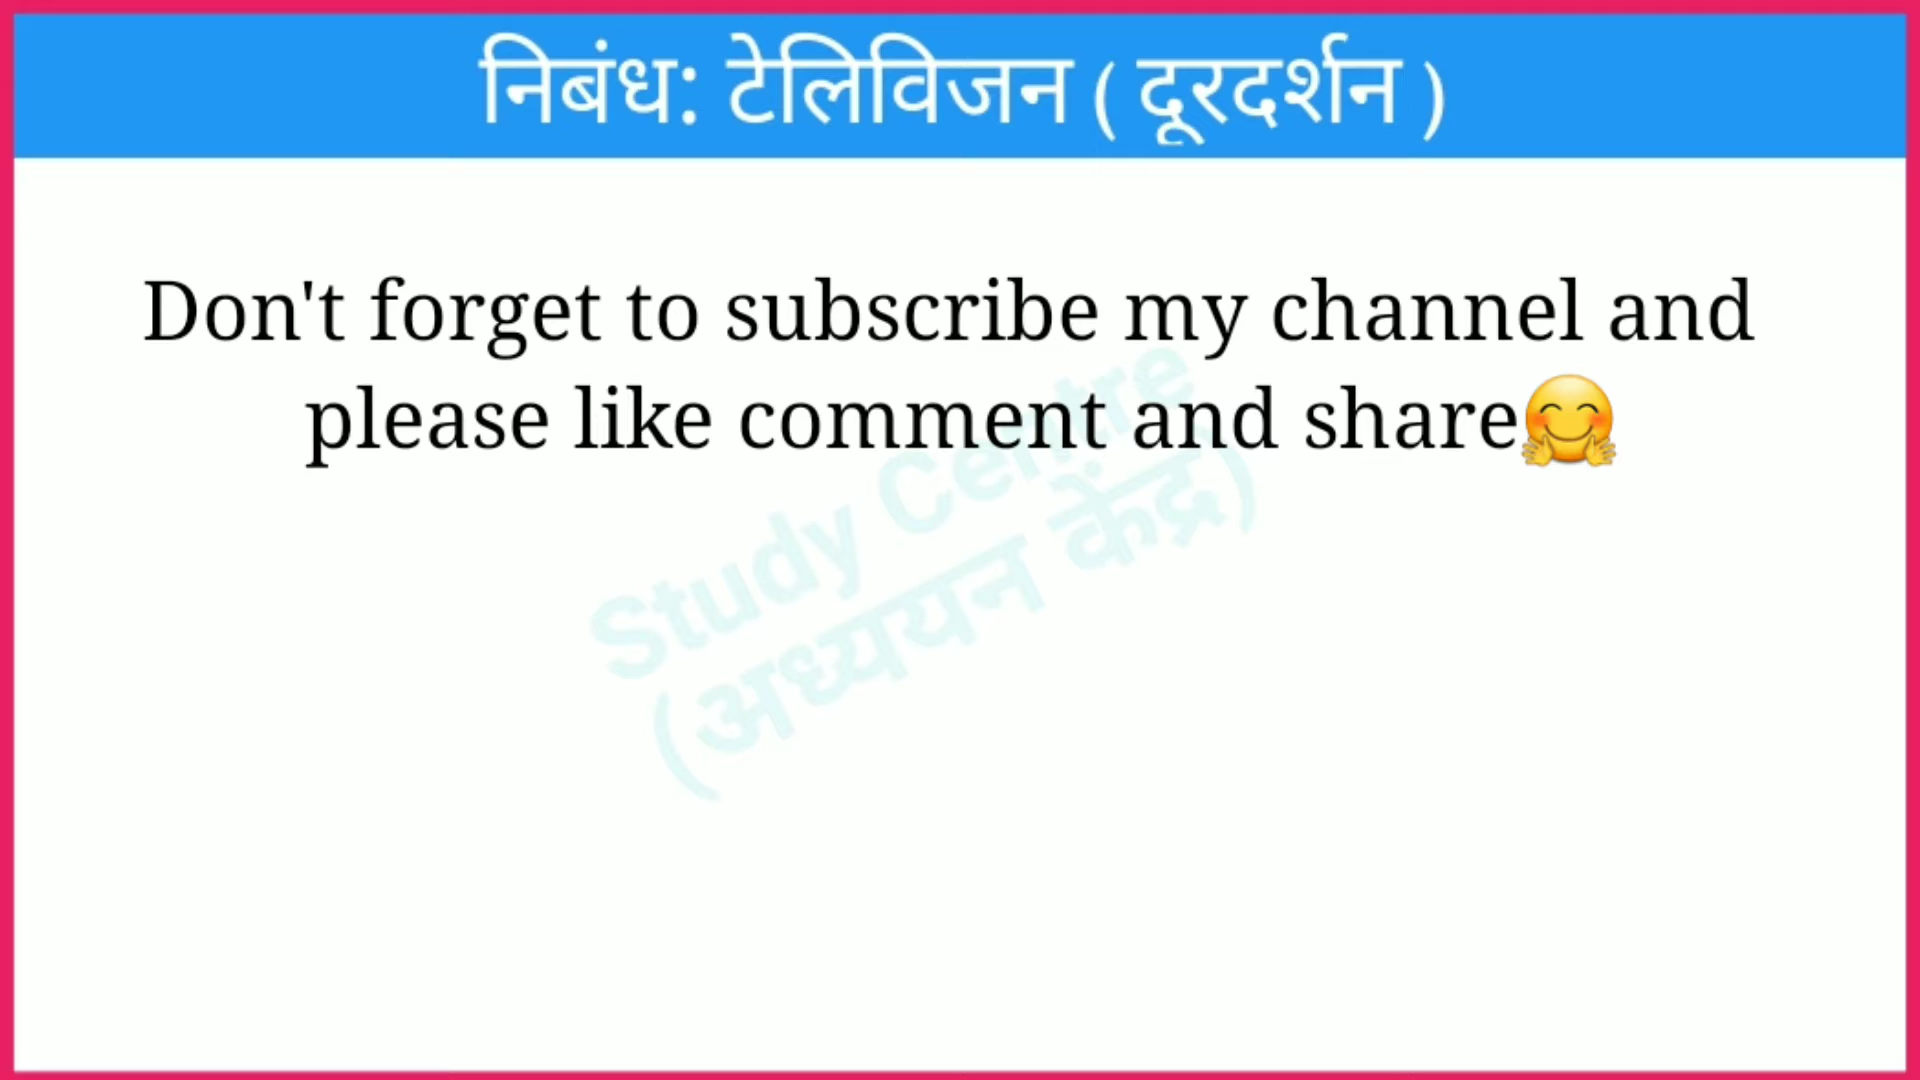 निबंध: टेलिविजन ( दूरदर्शन )
Don't forget to subscribe my channel and
please like comment and share🤗
Study Centre
(अध्ययन केंद्र)